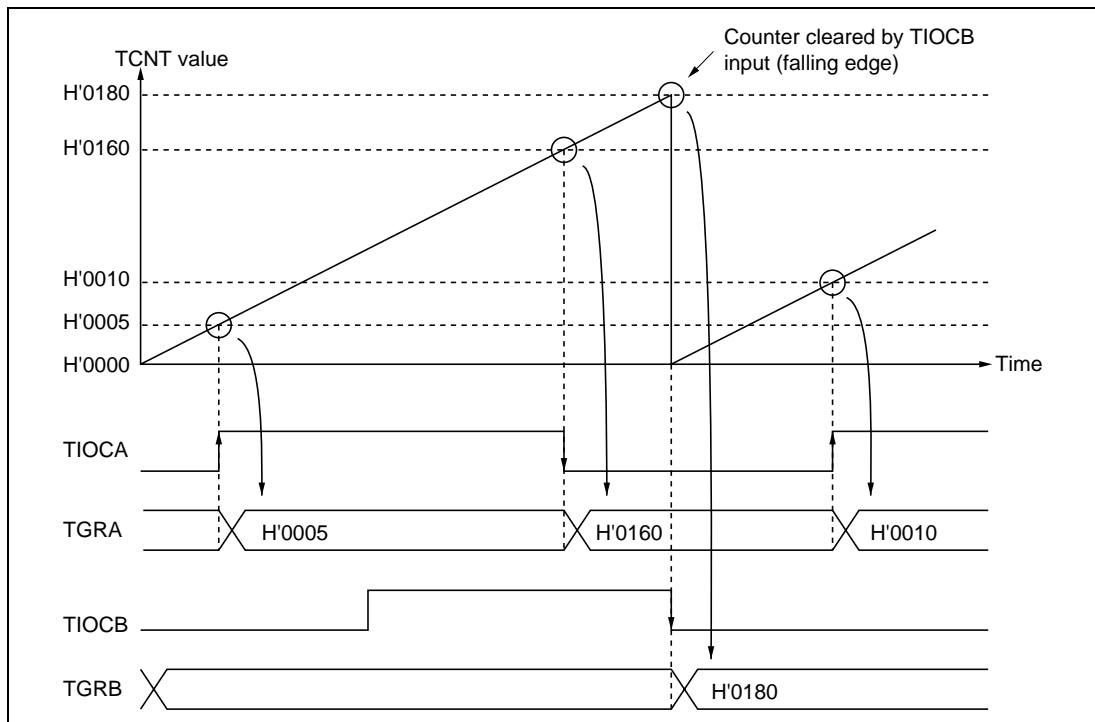 Counter cleared by TIOCB
input (falling edge)
TCNT value
H'0180
H'0160
H'0010
H'0005
H'0000
Time
TIOCA
TGRA
H'0005
H'0160
H'0010
TIOCB
TGRB
H'0180